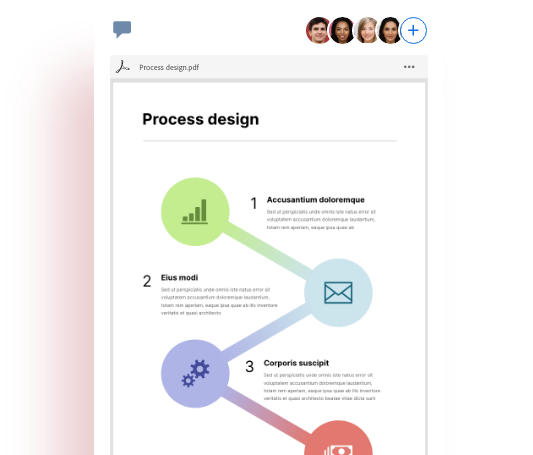 Process design.pdf
Process design
1 Accusantium doloremque
Sed ut perspiciatis unde omnis iste natus error sit
voluptatem accusantium doloremque laudantium,
totam rem aperiam, eaque ipsa quae ab
2 Eius modi
Sed ut perspiciatis unde omnis iste natus error sit
voluptatem accusantium doloremque laudantium,
totam rem aperiam, eaque ipsa quae ab illo inventore
veritatis et quasi architecto
3 Corporis suscipit
Sed ut perspiciatis unde omnis iste natus error sit
voluptatem accusantium doloremque laudantium,
totam rem aperiam, eaque ipsa quae ab illo inventore
veritatis et quasi architecto beatae vitae dicta sunt